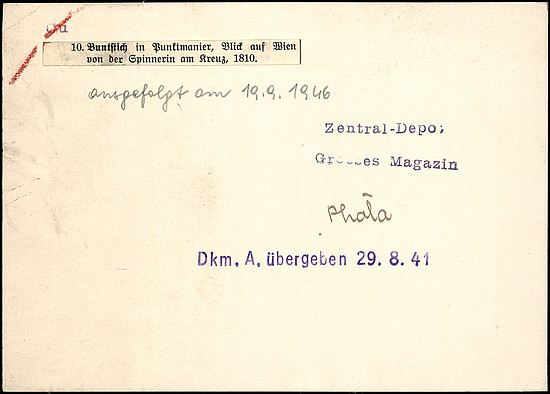 10. Buntstich in Punktmanier, Blick auf Wien
von der Spinnerin am Kreuz, 1810.
ausgefolgt am 19.9.1946
Zentral-Depot
Grosses Magazin
Dkm. A. übergeben 29. 8. 41